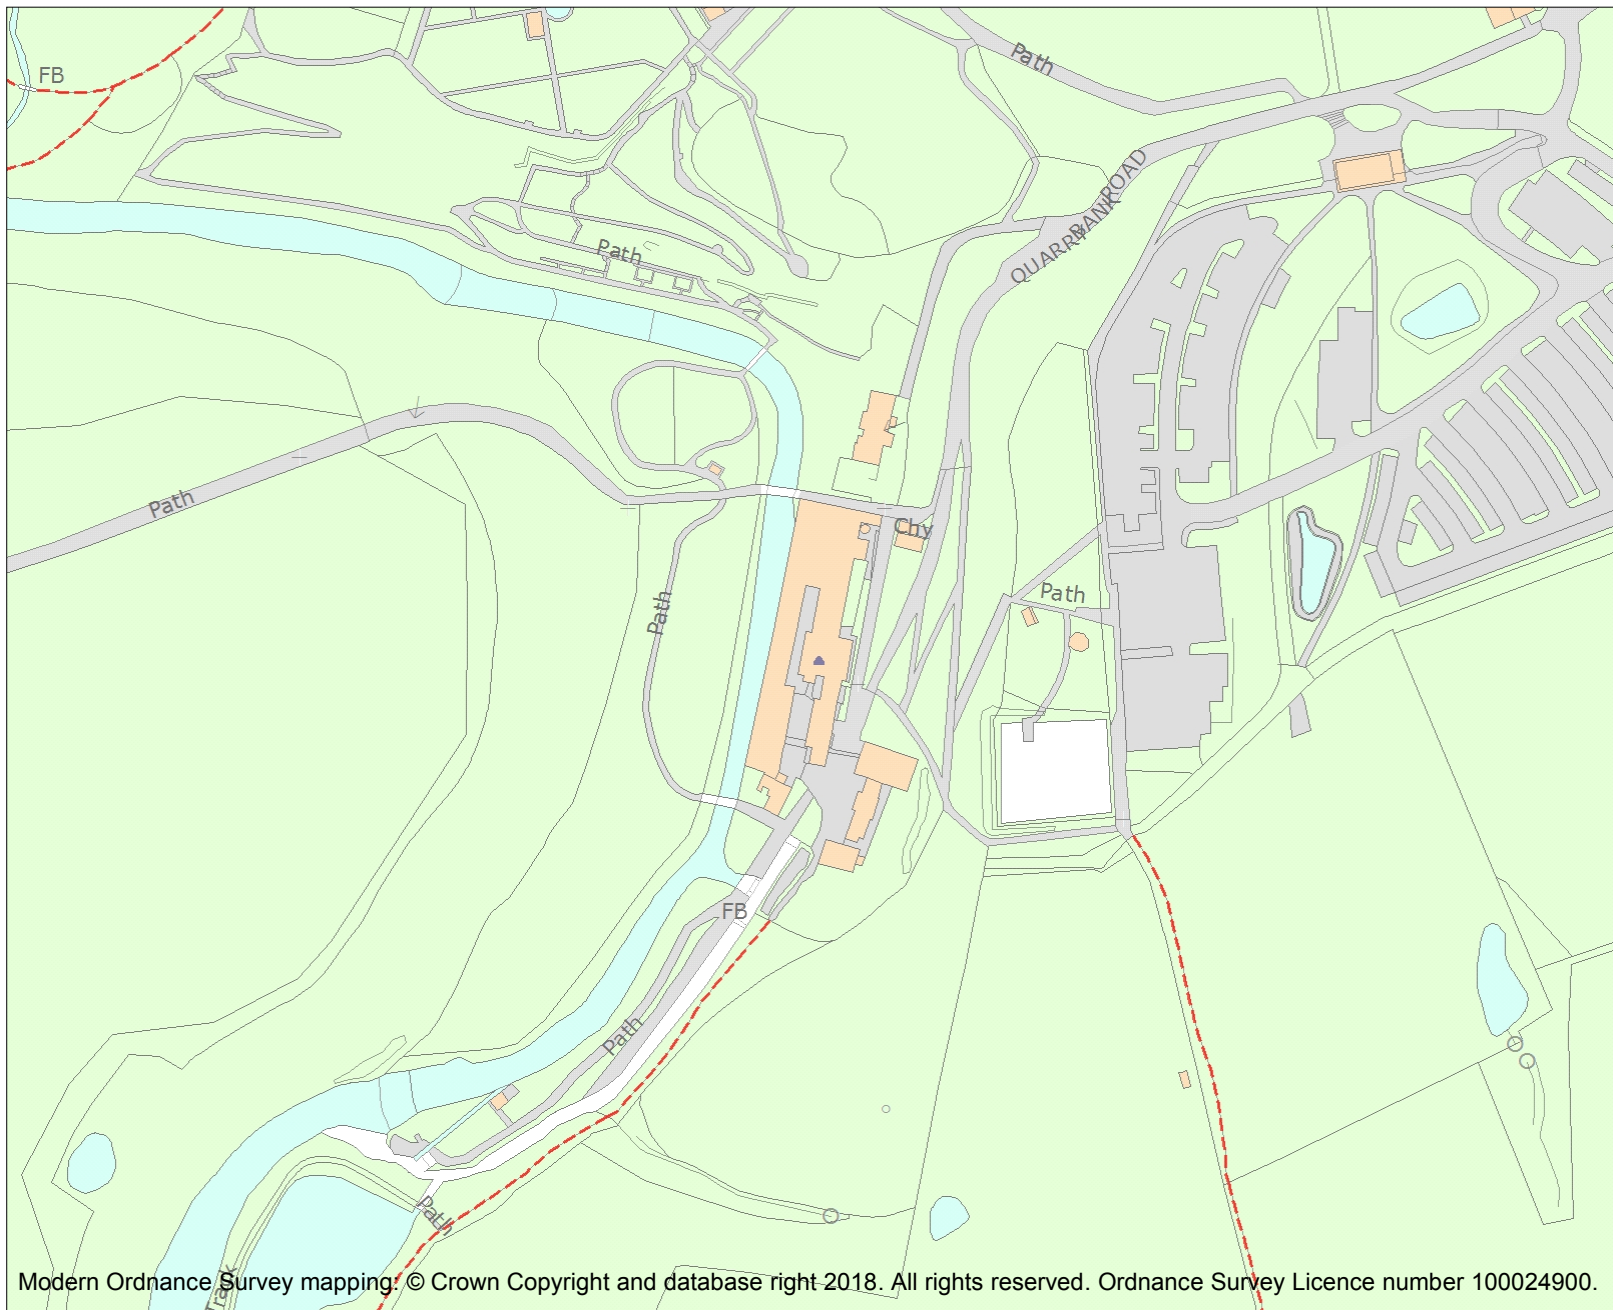 FB
Path
QUARRY BANK ROAD
Path
Path
Chy
Path
Path
FB
Path
Path
Track
Modern Ordnance Survey mapping: © Crown Copyright and database right 2018. All rights reserved. Ordnance Survey Licence number 100024900.